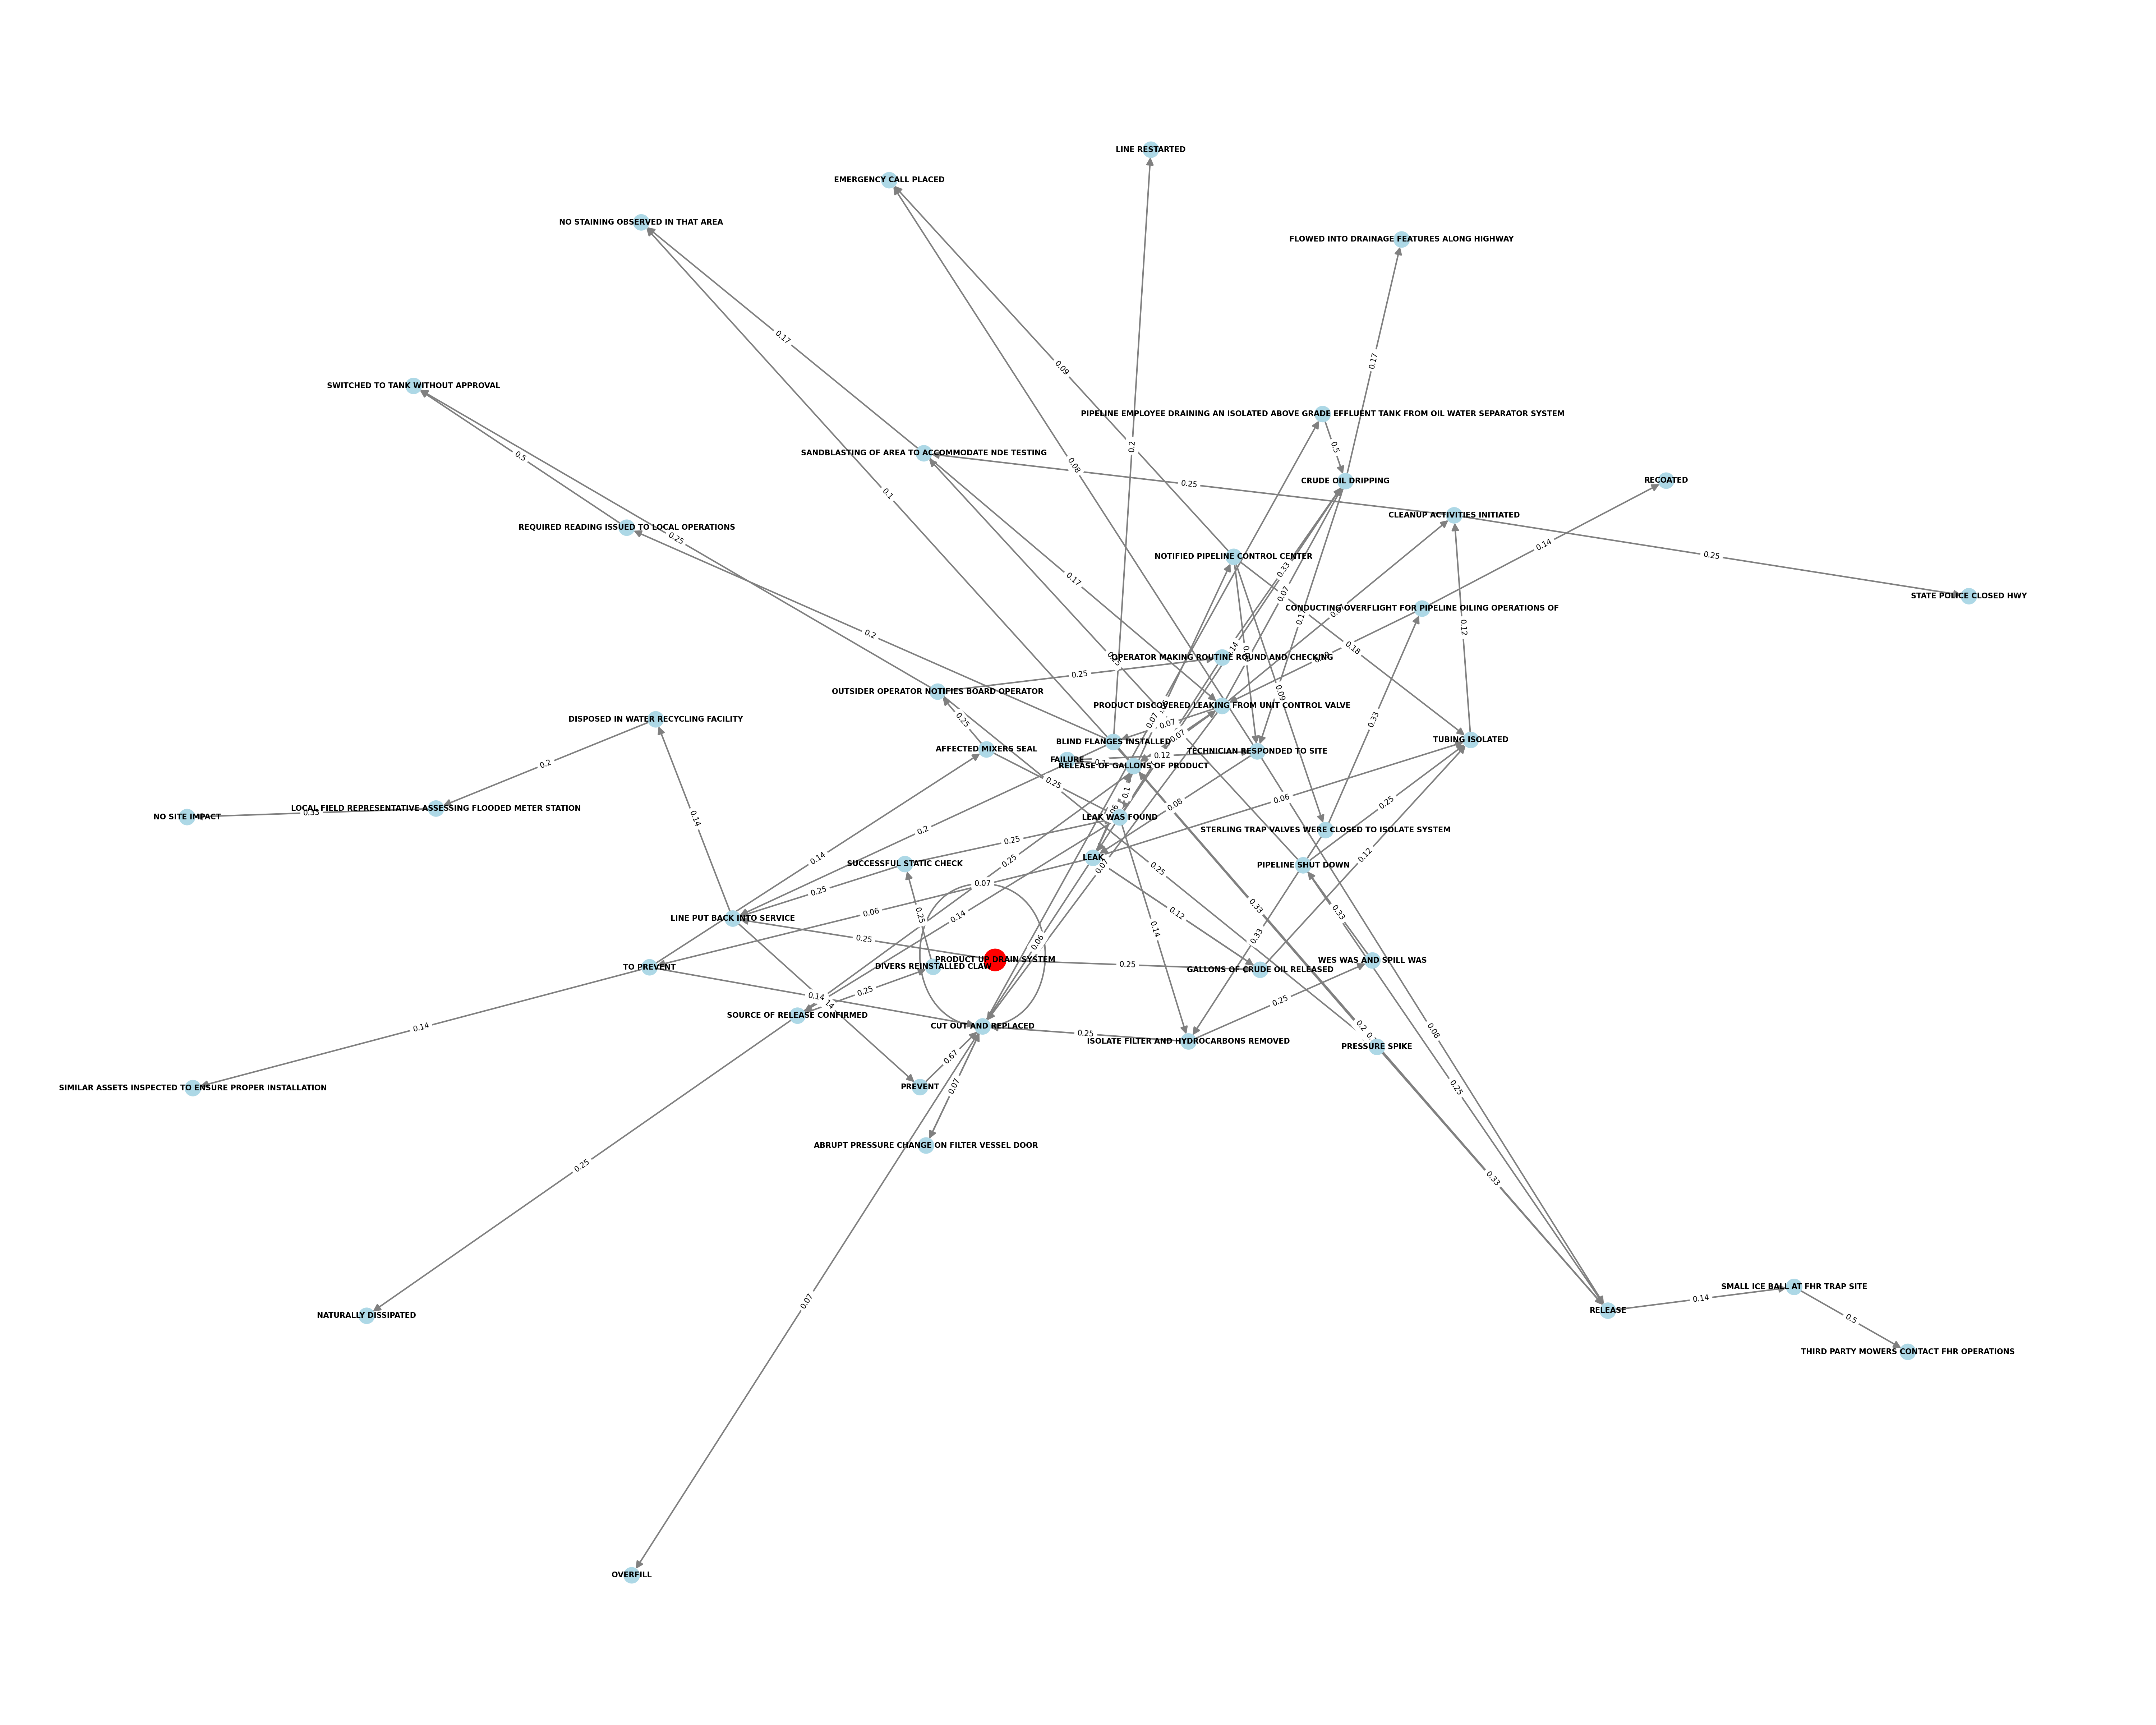 LINE RESTARTED
EMERGENCY CALL PLACED
NO STAINING OBSERVED IN THAT AREA
FLOWED INTO DRAINAGE FEATURES ALONG HIGHWAY
0.17
0.17
0.09
SWITCHED TO TANK WITHOUT APPROVAL
PIPELINE EMPLOYEE DRAINING AN ISOLATED ABOVE GRADE EFFLUENT TANK FROM OIL WATER SEPARATOR SYSTEM
0.2
0.5
SANDBLASTING OF AREA TO ACCOMMODATE NDE TESTING
0.5
0.08
CRUDE OIL DRIPPING
RECOATED
0.25
0.1
CLEANUP ACTIVITIES INITIATED
REQUIRED READING ISSUED TO LOCAL OPERATIONS
0.25
0.14
NOTIFIED PIPELINE CONTROL CENTER
0.25
0.33
0.17
0.07
STATE POLICE CLOSED HWY
CONDUCTING OVERFLIGHT FOR PIPELINE OILING OPERATIONS OF
0.12
0.2
0.18
OPERATOR MAKING ROUTINE ROUND AND CHECKING
0.25
OUTSIDER OPERATOR NOTIFIES BOARD OPERATOR
0.09
PRODUCT DISCOVERED LEAKING FROM UNIT CONTROL VALVE
DISPOSED IN WATER RECYCLING FACILITY
0.25
0.07
0.07
0.33
0.07
BLIND FLANGES INSTALLED
TUBING ISOLATED
AFFECTED MIXERS SEAL
TECHNICIAN RESPONDED TO SITE
0.12
FAILURE
RELEASE OF GALLONS OF PRODUCT
0.2
0.25
0.1
0.06
0.25
0.08
LOCAL FIELD REPRESENTATIVE ASSESSING FLOODED METER STATION
NO SITE IMPACT
0.33
LEAK WAS FOUND
0.14
0.2
STERLING TRAP VALVES WERE CLOSED TO ISOLATE SYSTEM
0.25
0.14
LEAK
0.12
SUCCESSFUL STATIC CHECK
0.25
PIPELINE SHUT DOWN
0.07
0.25
0.07
0.25
0.33
0.06
0.12
0.33
0.25
0.14
LINE PUT BACK INTO SERVICE
0.14
0.25
0.06
0.33
PRODUCT UP DRAIN SYSTEM
WES WAS AND SPILL WAS
0.25
TO PREVENT
DIVERS REINSTALLED CLAW
GALLONS OF CRUDE OIL RELEASED
0.25
0.14
0.25
SOURCE OF RELEASE CONFIRMED
CUT OUT AND REPLACED
0.14
0.2
0.08
0.25
ISOLATE FILTER AND HYDROCARBONS REMOVED
PRESSURE SPIKE
0.67
PREVENT
SIMILAR ASSETS INSPECTED TO ENSURE PROPER INSTALLATION
0.07
0.25
ABRUPT PRESSURE CHANGE ON FILTER VESSEL DOOR
0.25
0.33
SMALL ICE BALL AT FHR TRAP SITE
0.14
0.07
RELEASE
NATURALLY DISSIPATED
0.5
THIRD PARTY MOWERS CONTACT FHR OPERATIONS
OVERFILL